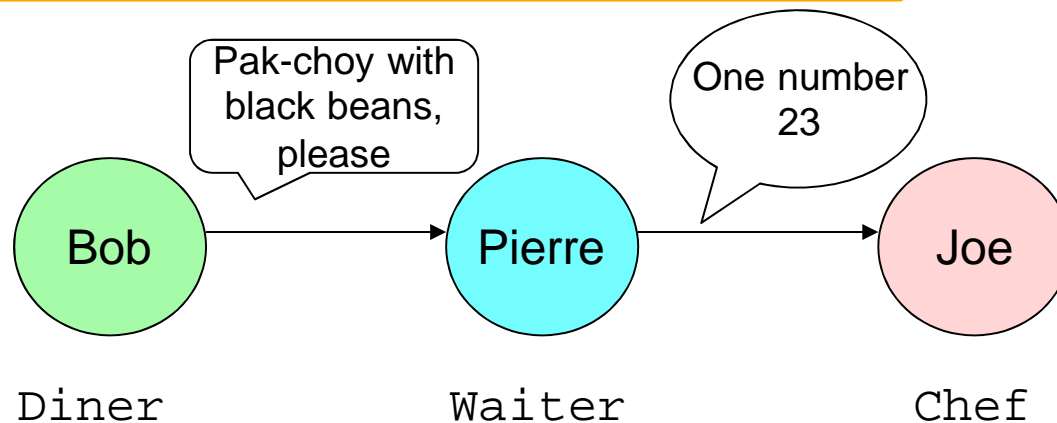 Pak-choy with
black beans,
please
One number
23
Bob
Pierre
Joe
Diner
Waiter
Chef